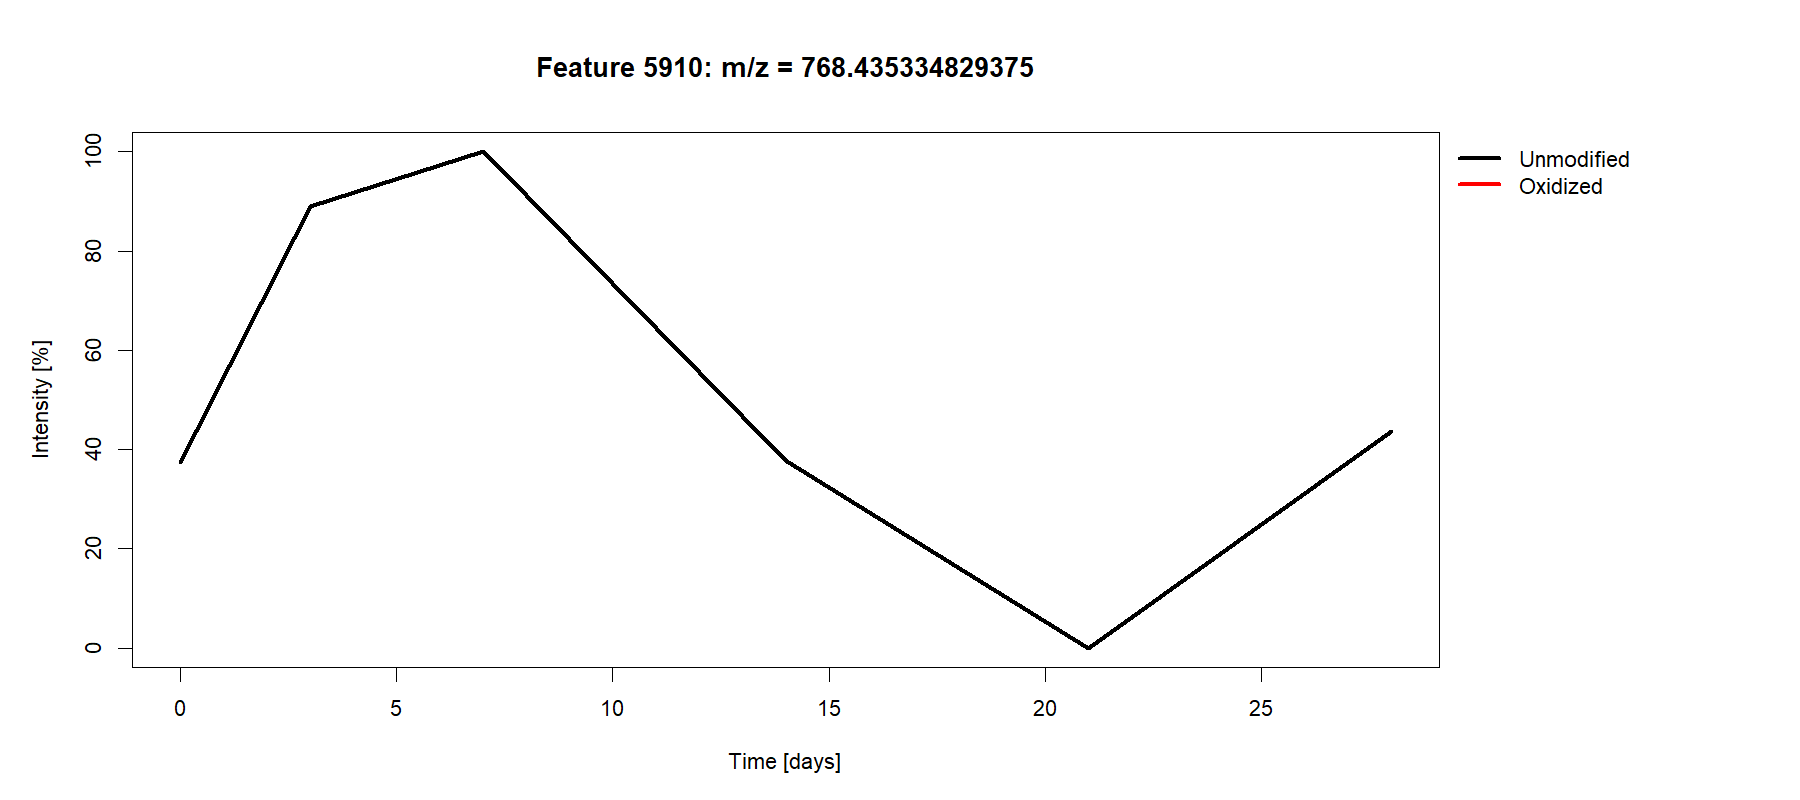 Feature 5910: m/z = 768.435334829375
Unmodified
Oxidized
Intensity [%]
100
80
60
40
20
0
0 5 10 15 20 25
Time [days]